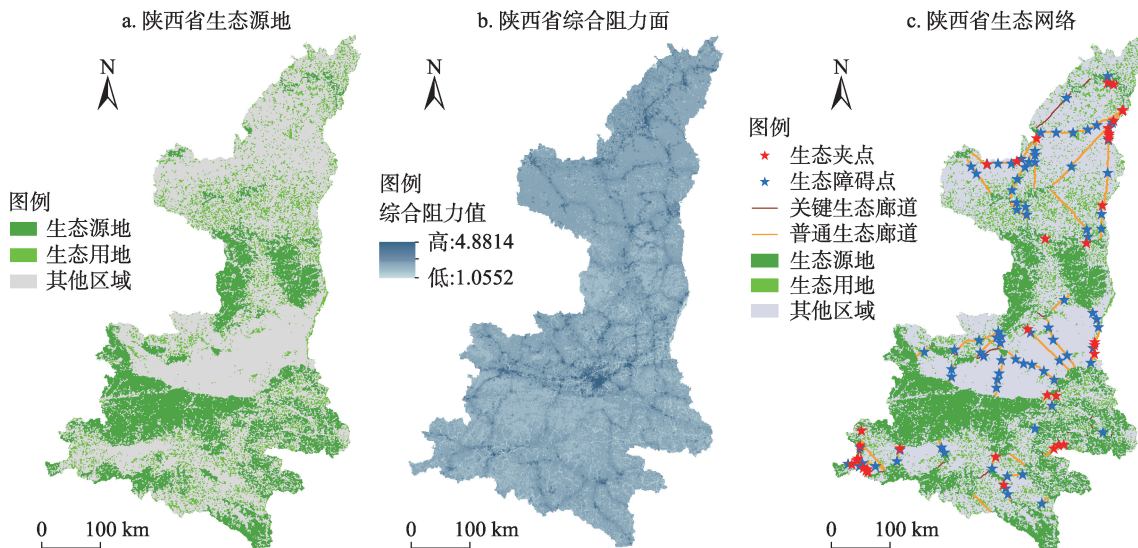 a. 陕西省生态源地
N
图例
生态源地
生态用地
其他区域
0 100 km
b. 陕西省综合阻力面
N
图例
综合阻力值
高:4.8814
低:1.0552
0 100 km
c. 陕西省生态网络
N
图例
生态夹点
生态障碍点
关键生态廊道
普通生态廊道
生态源地
生态用地
其他区域
0 100 km